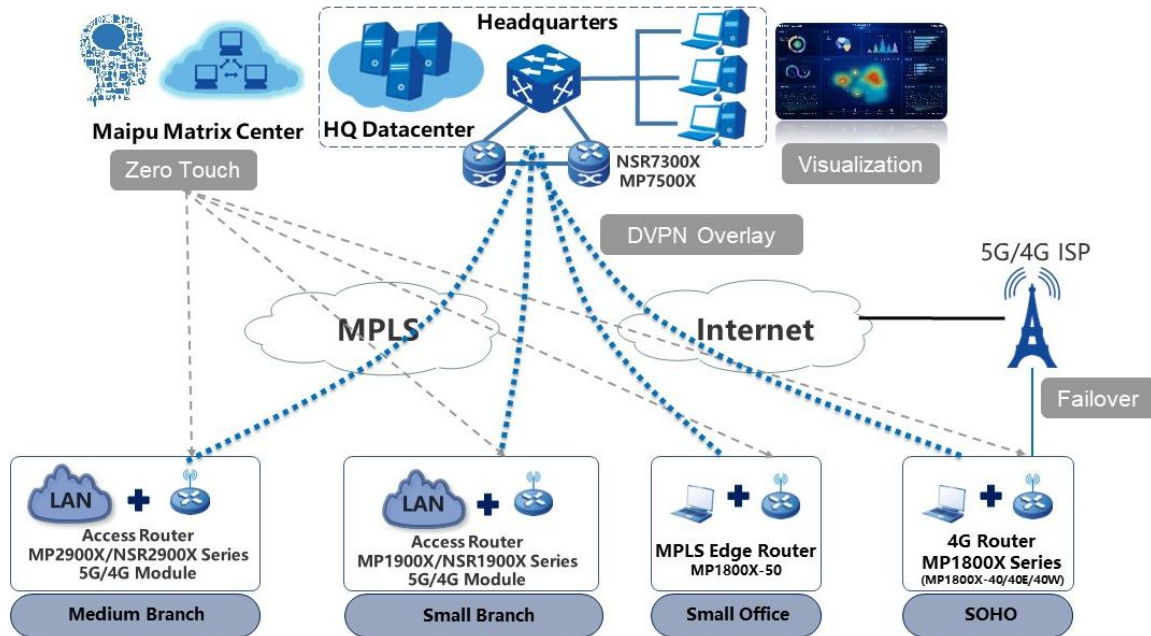 Headquarters
Maipu Matrix Center
HQ Datacenter
Zero Touch
NSR7300X
MP7500X
Visualization
DVPN Overlay
5G/4G ISP
MPLS
Internet
Failover
LAN
Access Router
MP2900X/NSR2900X Series
5G/4G Module
Medium Branch
LAN
Access Router
MP1900X/NSR1900X Series
5G/4G Module
Small Branch
MPLS Edge Router
MP1800X-50
Small Office
4G Router
MP1800X Series
(MP1800X-40/40E/40W)
SOHO